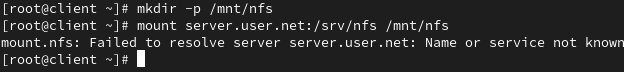 [root@client ~]# mkdir -p /mnt/nfs
[root@client ~]# mount server.user.net:/srv/nfs /mnt/nfs
mount.nfs: Failed to resolve server server.user.net: Name or service not known
[root@client ~]#